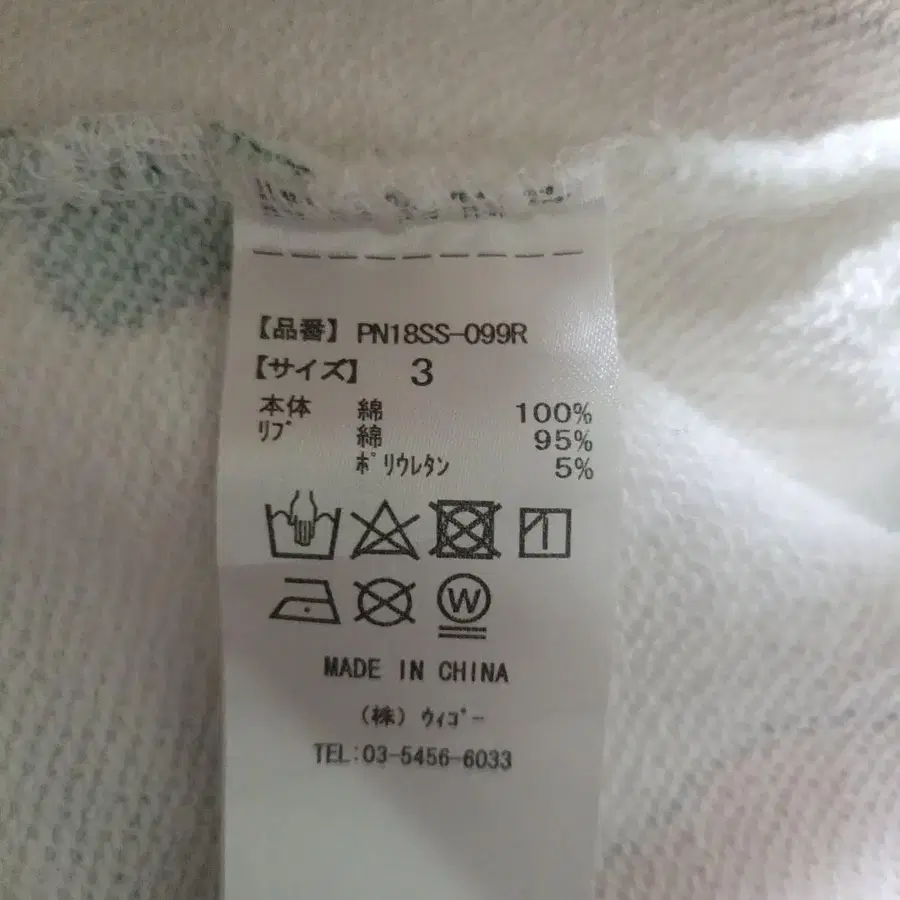 【品番】 PN18SS-099R
【サイズ】 3
本体 綿 100%
リブ 綿 95%
ポリウレタン 5%
W
MADE IN CHINA
(株) ウィゴー
TEL:03-5456-6033